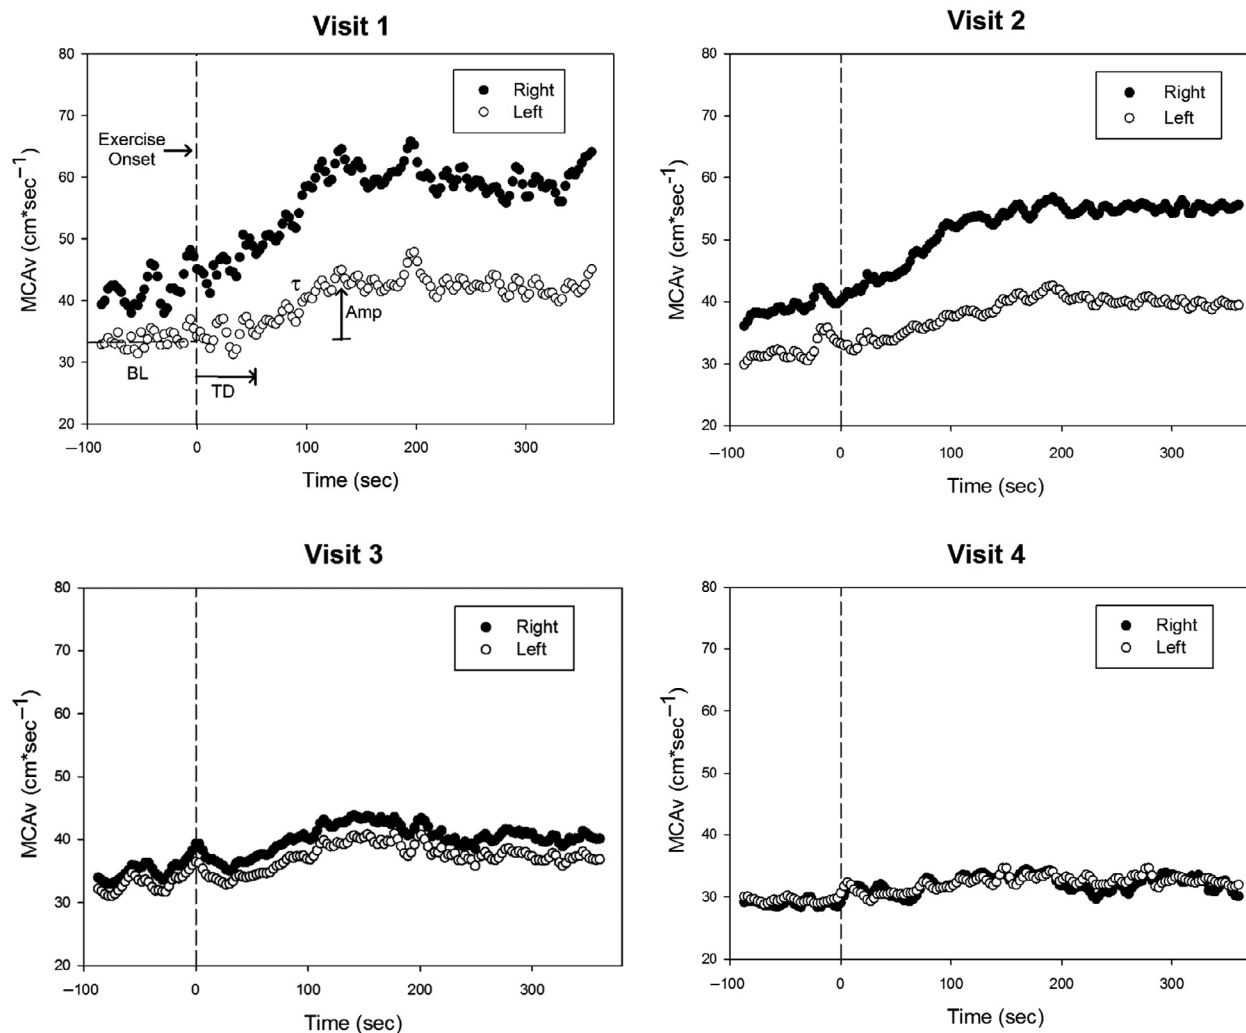 Visit 1
80
70
60
50
40
30
20
MCAv (cm*sec⁻¹)
Right
Left
Exercise
Onset
τ
Amp
BL
TD
−100
0
100
200
300
Time (sec)
Visit 2
80
70
60
50
40
30
20
MCAv (cm*sec⁻¹)
Right
Left
−100
0
100
200
300
Time (sec)
Visit 3
80
70
60
50
40
30
20
MCAv (cm*sec⁻¹)
Right
Left
−100
0
100
200
300
Time (sec)
Visit 4
80
70
60
50
40
30
20
MCAv (cm*sec⁻¹)
Right
Left
−100
0
100
200
300
Time (sec)